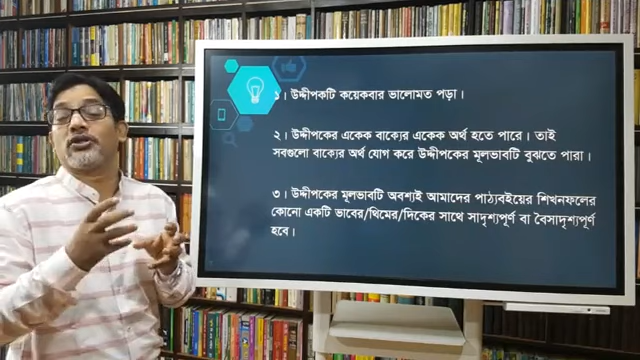 ১। উদ্দীপকটি কয়েকবার ভালোমত পড়া।
২। উদ্দীপকের একেক বাক্যের একেক অর্থ হতে পারে। তাই
সবগুলো বাক্যের অর্থ যোগ করে উদ্দীপকের মূলভাবটি বুঝতে পারা।
৩। উদ্দীপকের মূলভাবটি অবশ্যই আমাদের পাঠ্যবইয়ের শিখনফলের
কোনো একটি ভাবের/থিমের/দিকের সাথে সাদৃশ্যপূর্ণ বা বৈসাদৃশ্যপূর্ণ
হবে।